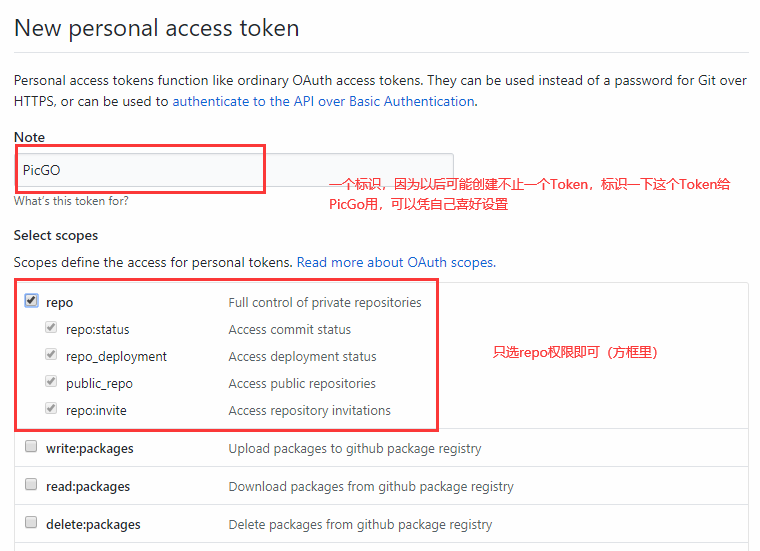 New personal access token
Personal access tokens function like ordinary OAuth access tokens. They can be used instead of a password for Git over
HTTPS, or can be used to authenticate to the API over Basic Authentication.
Note
PicGO
一个标识，因为以后可能创建不止一个Token，标识一下这个Token给
PicGo用，可以凭自己喜好设置
What's this token for?
Select scopes
Scopes define the access for personal tokens. Read more about OAuth scopes.
repo Full control of private repositories
repo:status Access commit status
repo_deployment Access deployment status
只选repo权限即可（方框里）
public_repo Access public repositories
repo:invite Access repository invitations
write:packages Upload packages to github package registry
read:packages Download packages from github package registry
delete:packages Delete packages from github package registry